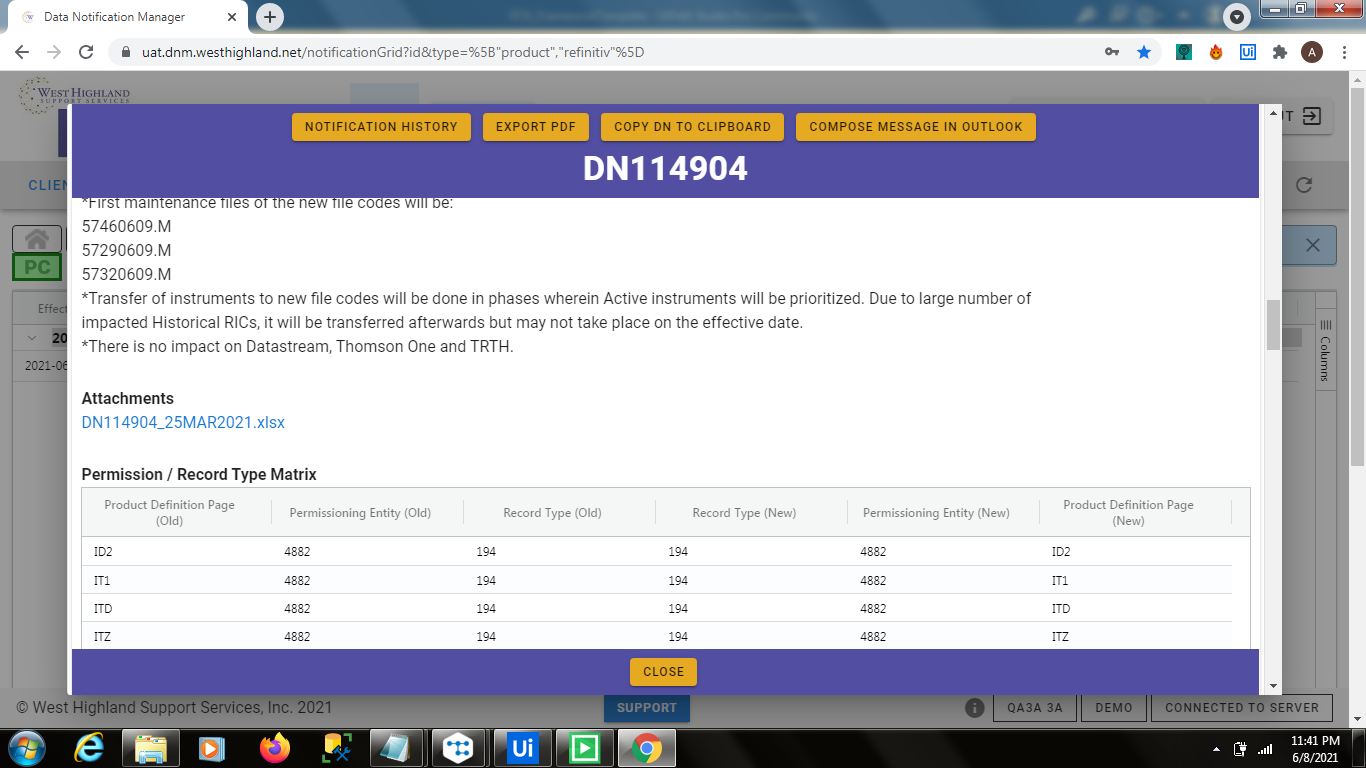 Data Notification Manager
uat.dnm.westhighland.net/notificationGrid?id&type=%5B"product","refinitiv"%5D
Ui
A
WEST HIGHLAND
SUPPORT SERVICES
NOTIFICATION HISTORY
EXPORT PDF
COPY DN TO CLIPBOARD
COMPOSE MESSAGE IN OUTLOOK
DN114904
CLIEN
PC
Effect
20
2021-06
Columns
*First maintenance files of the new file codes will be:
57460609.M
57290609.M
57320609.M
*Transfer of instruments to new file codes will be done in phases wherein Active instruments will be prioritized. Due to large number of
impacted Historical RICs, it will be transferred afterwards but may not take place on the effective date.
*There is no impact on Datastream, Thomson One and TRTH.
Attachments
DN114904_25MAR2021.xlsx
Permission / Record Type Matrix
Product Definition Page (Old) Permissioning Entity (Old) Record Type (Old) Record Type (New) Permissioning Entity (New) Product Definition Page (New)
ID2 4882 194 194 4882 ID2
IT1 4882 194 194 4882 IT1
ITD 4882 194 194 4882 ITD
ITZ 4882 194 194 4882 ITZ
CLOSE
© West Highland Support Services, Inc. 2021
SUPPORT
QA3A 3A
DEMO
CONNECTED TO SERVER
Ui
11:41 PM
6/8/2021